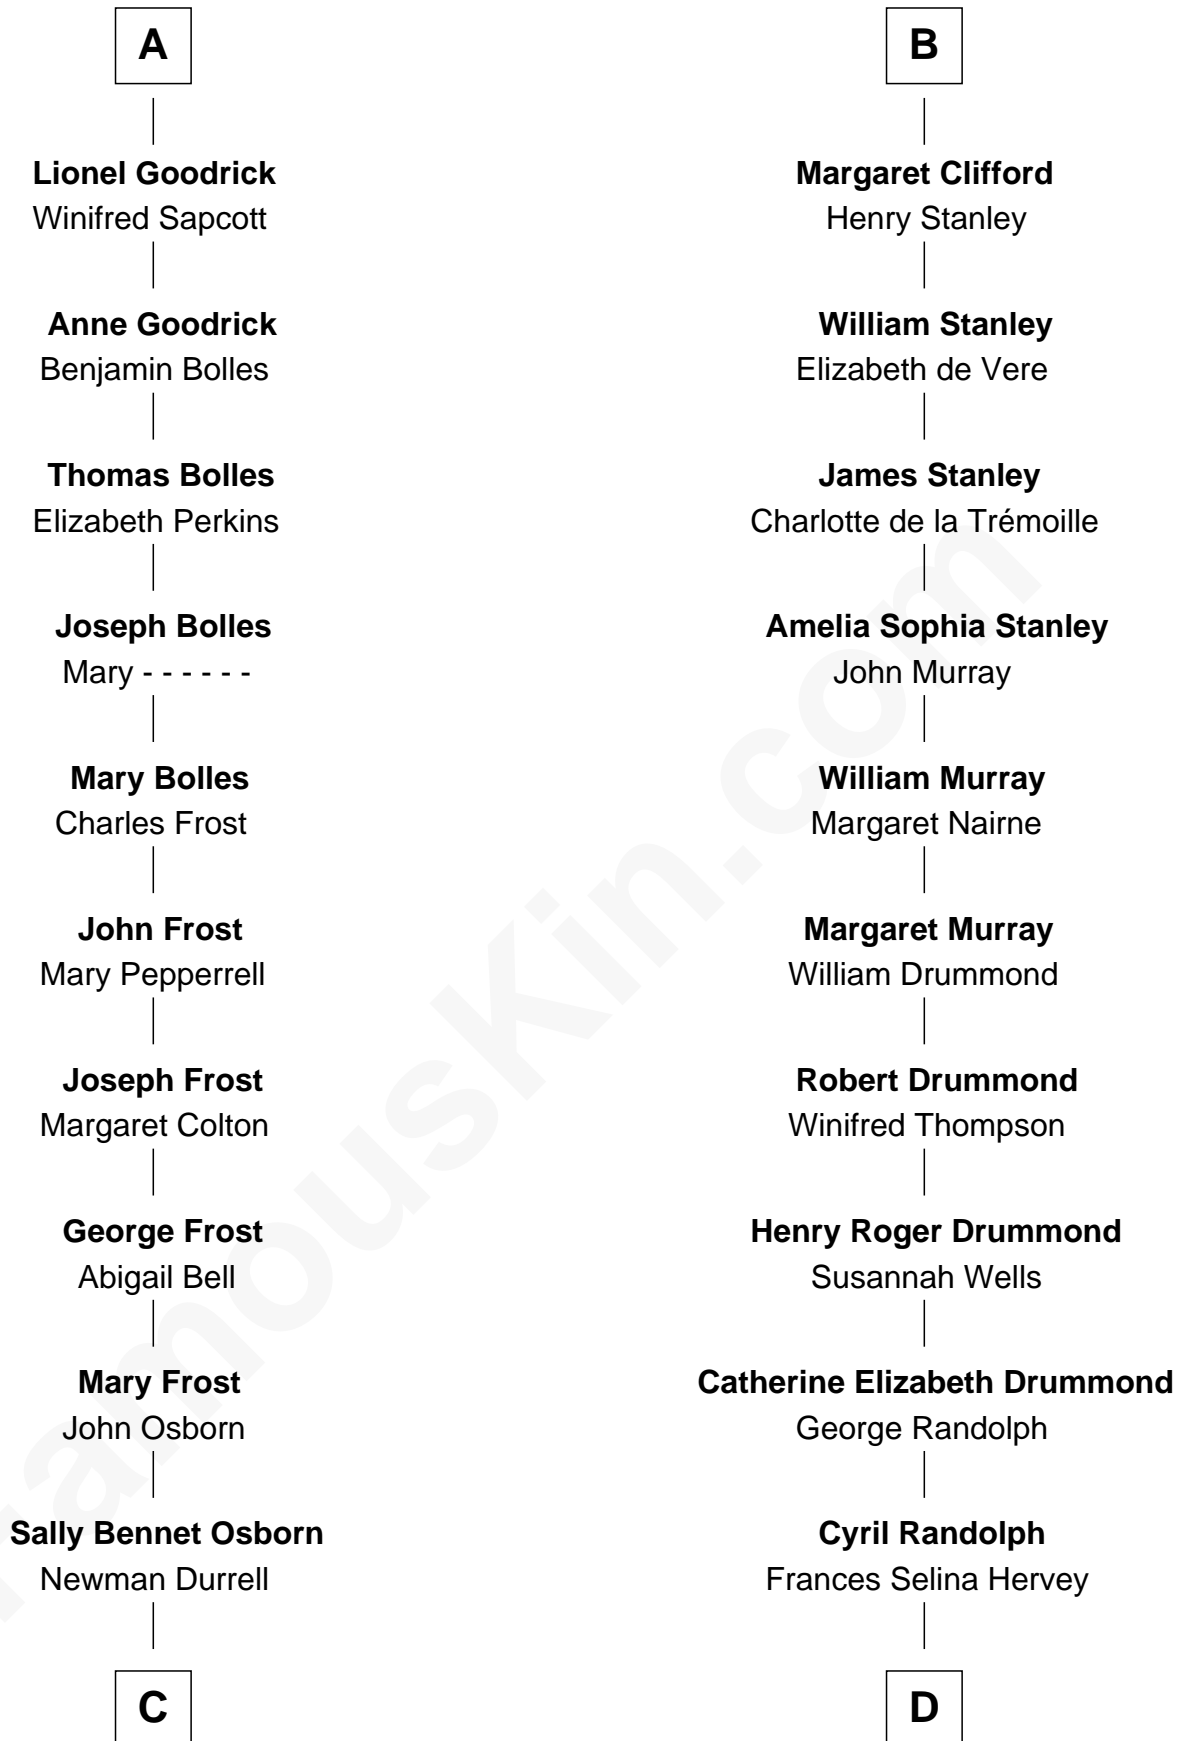 A
Lionel Goodrick
Winifred Sapcott
Anne Goodrick
Benjamin Bolles
Thomas Bolles
Elizabeth Perkins
Joseph Bolles
Mary - - - - - -
Mary Bolles
Charles Frost
John Frost
Mary Pepperrell
Joseph Frost
Margaret Colton
George Frost
Abigail Bell
Mary Frost
John Osborn
Sally Bennet Osborn
Newman Durrell
C
B
Margaret Clifford
Henry Stanley
William Stanley
Elizabeth de Vere
James Stanley
Charlotte de la Trémoille
Amelia Sophia Stanley
John Murray
William Murray
Margaret Nairne
Margaret Murray
William Drummond
Robert Drummond
Winifred Thompson
Henry Roger Drummond
Susannah Wells
Catherine Elizabeth Drummond
George Randolph
Cyril Randolph
Frances Selina Hervey
D
FamousKin.com